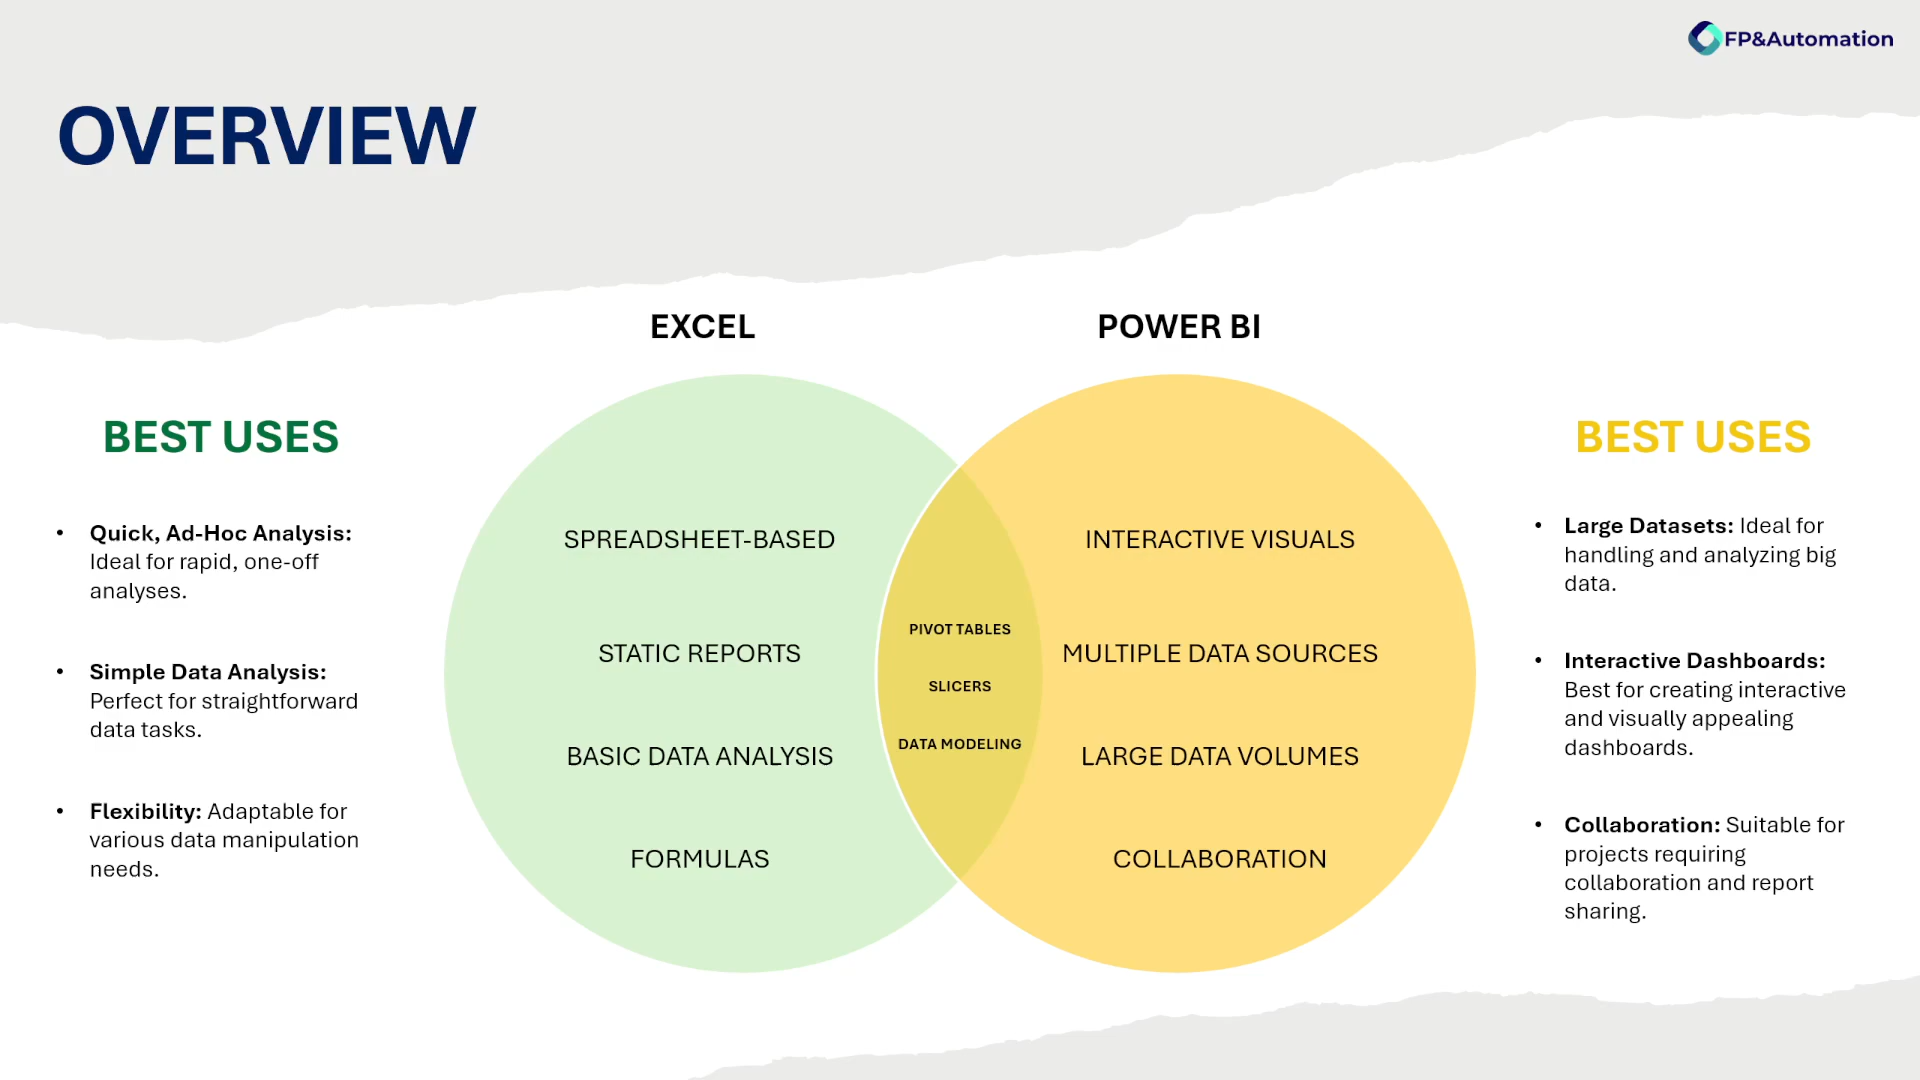 FP&Automation
OVERVIEW
EXCEL
POWER BI
BEST USES
• Quick, Ad-Hoc Analysis:
Ideal for rapid, one-off
analyses.
• Simple Data Analysis:
Perfect for straightforward
data tasks.
• Flexibility: Adaptable for
various data manipulation
needs.
SPREADSHEET-BASED
STATIC REPORTS
BASIC DATA ANALYSIS
FORMULAS
PIVOT TABLES
SLICERS
DATA MODELING
INTERACTIVE VISUALS
MULTIPLE DATA SOURCES
LARGE DATA VOLUMES
COLLABORATION
BEST USES
• Large Datasets: Ideal for
handling and analyzing big
data.
• Interactive Dashboards:
Best for creating interactive
and visually appealing
dashboards.
• Collaboration: Suitable for
projects requiring
collaboration and report
sharing.